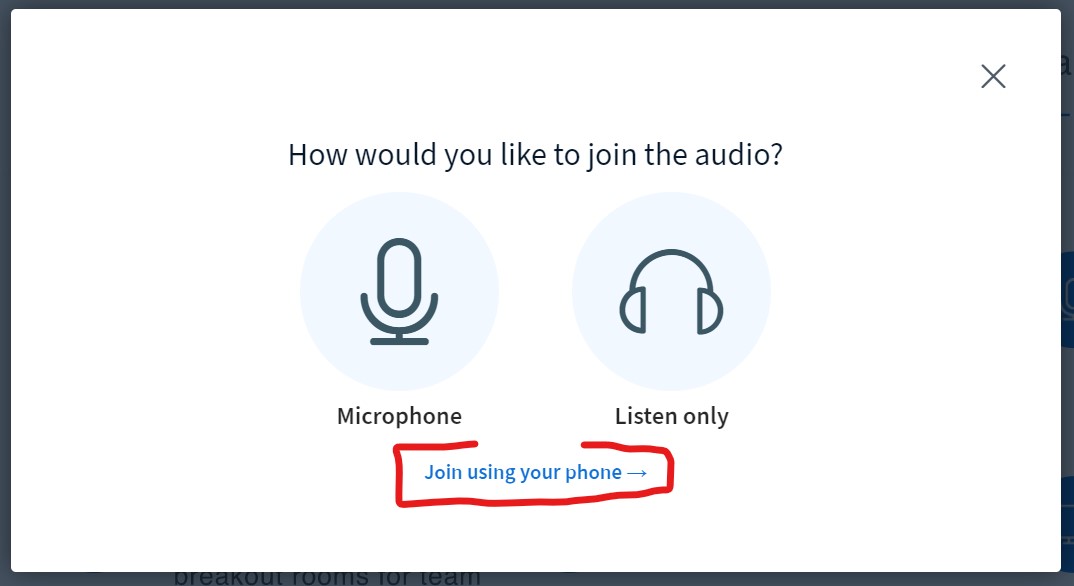 How would you like to join the audio?
Microphone
Listen only
Join using your phone →
breakout rooms for team